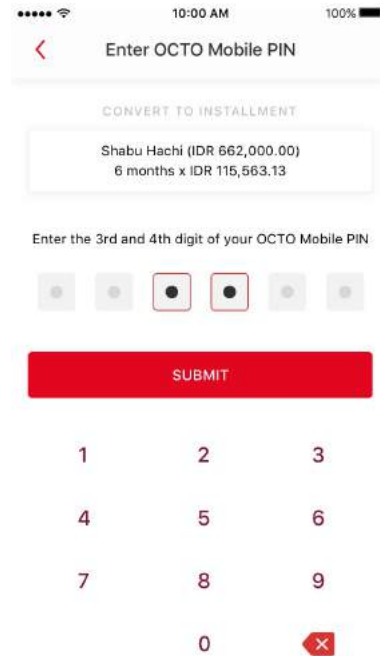 10:00 AM
100%
Enter OCTO Mobile PIN
CONVERT TO INSTALLMENT
Shabu Hachi (IDR 662,000.00)
6 months x IDR 115,563.13
Enter the 3rd and 4th digit of your OCTO Mobile PIN
SUBMIT
1 2 3
4 5 6
7 8 9
0